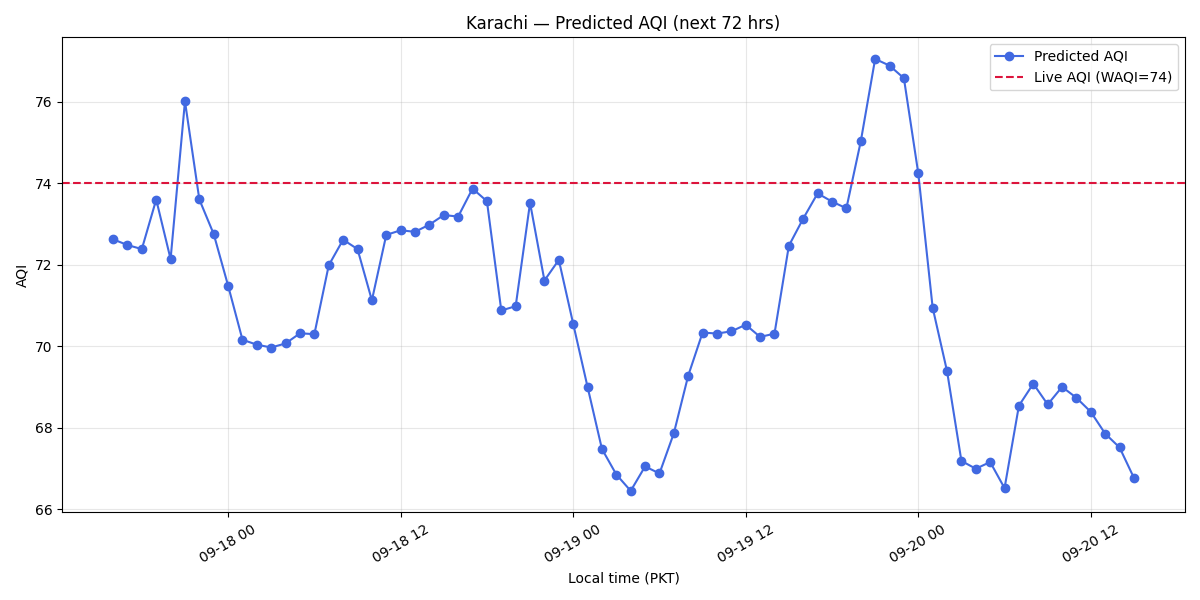 Karachi — Predicted AQI (next 72 hrs)
Predicted AQI
Live AQI (WAQI=74)
AQI
76
74
72
70
68
66
09-18 00
09-18 12
09-19 00
09-19 12
09-20 00
09-20 12
Local time (PKT)